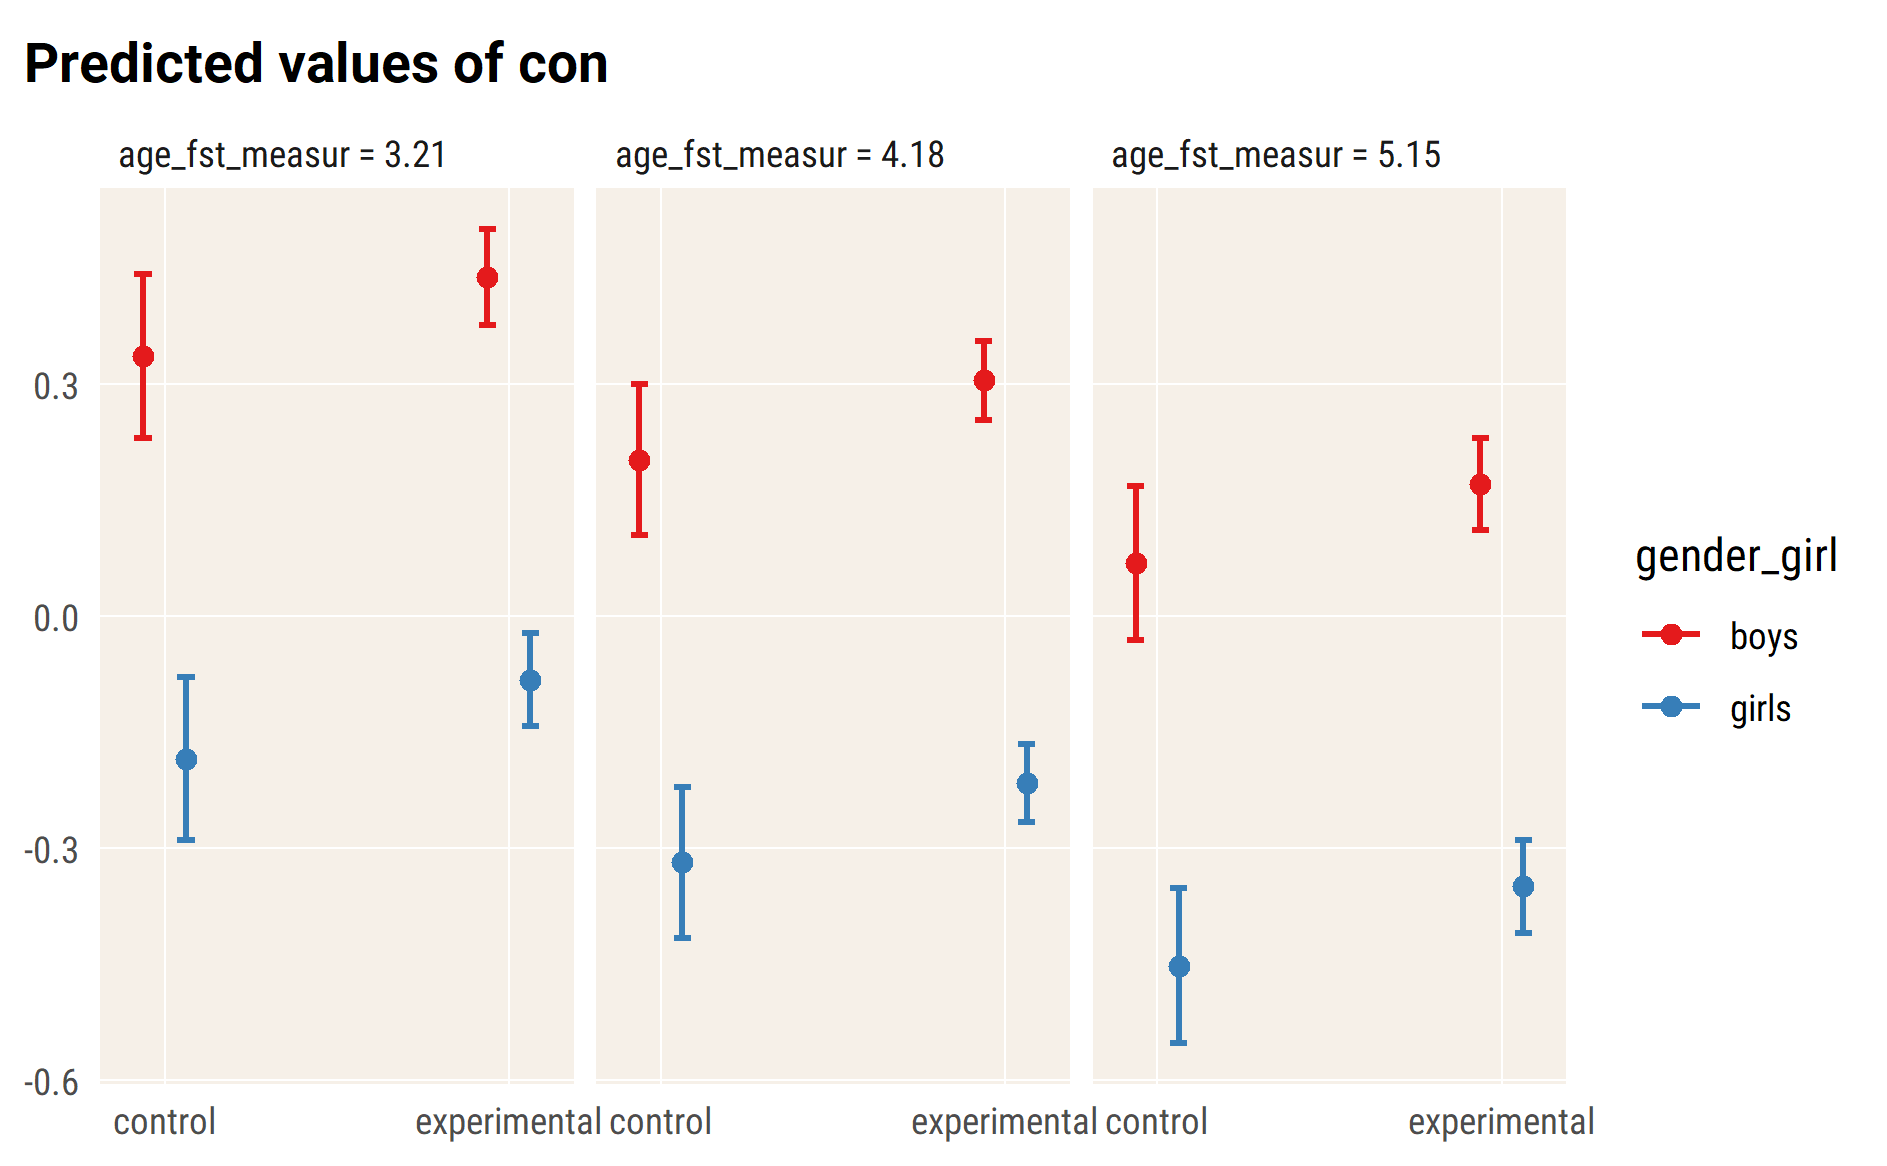 Predicted values of con
age_fst_measur = 3.21
age_fst_measur = 4.18
age_fst_measur = 5.15
0.3
0.0
-0.3
-0.6
control
experimental
control
experimental
control
experimental
gender_girl
boys
girls